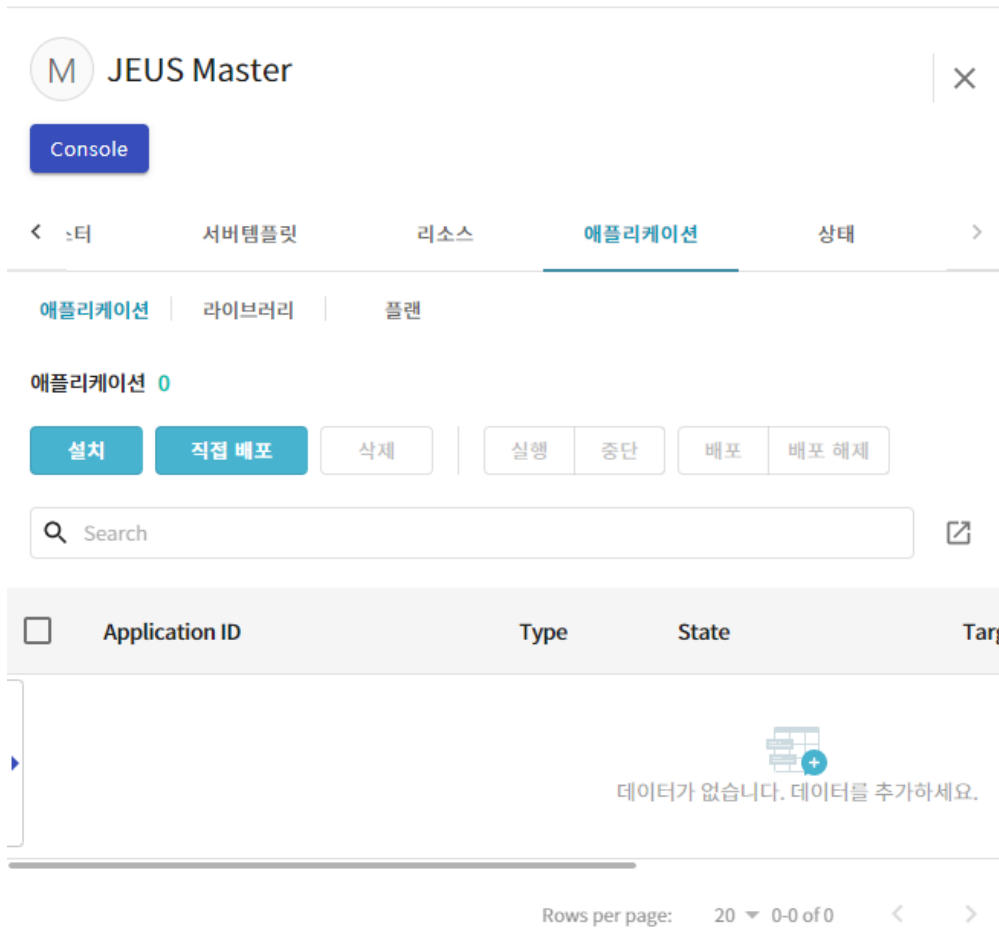 M JEUS Master
Console
스터 서버템플릿 리소스 애플리케이션 상태
애플리케이션 라이브러리 플랜
애플리케이션 0
설치 직접 배포 삭제 실행 중단 배포 배포 해제
Search
Application ID Type State Targ
데이터가 없습니다. 데이터를 추가하세요.
Rows per page: 20 0-0 of 0